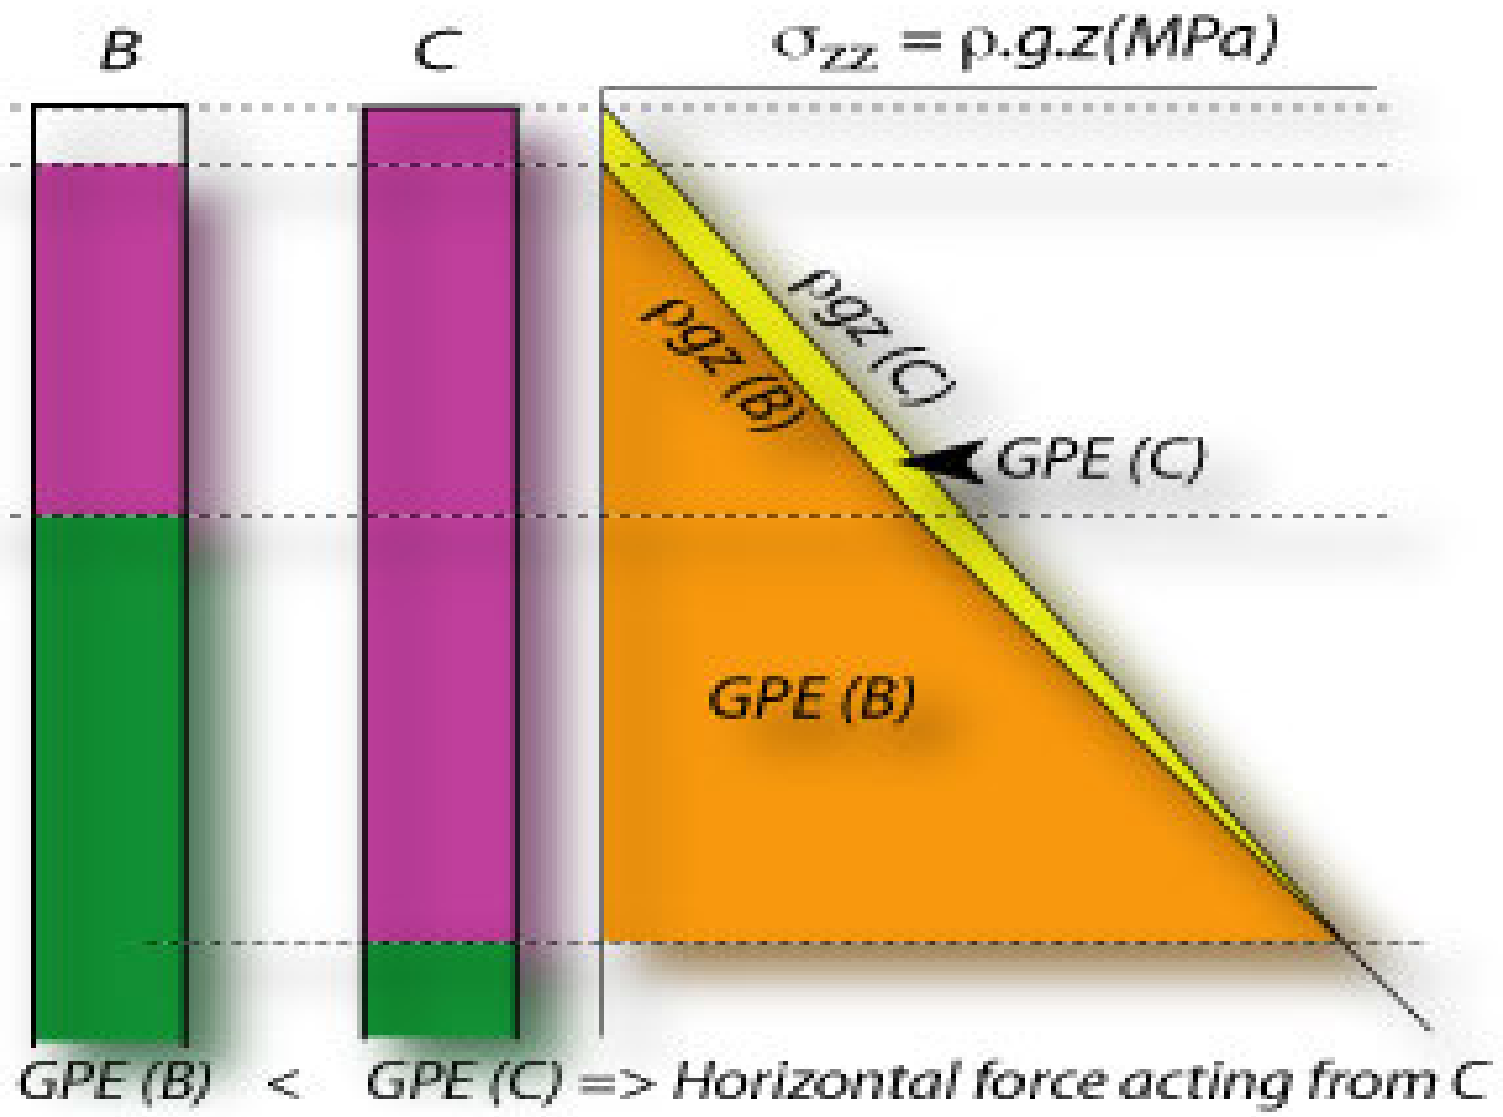 B
C
σzz = ρ.g.z(MPa)
ρgz (C)
ρgz (B)
GPE (C)
GPE (B)
GPE (B) < GPE (C) => Horizontal force acting from C